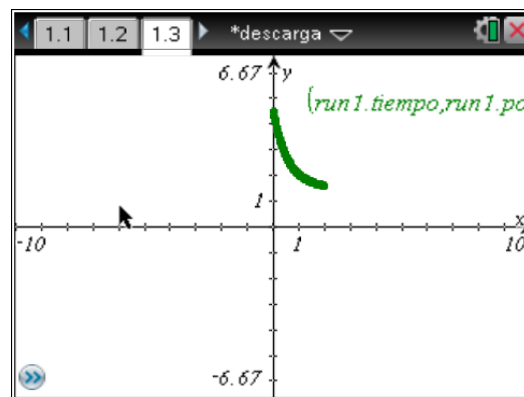 1.1 1.2 1.3 *descarga
6.67 y
(run1.tiempo,run1.po
1
x
-10 1 10
-6.67